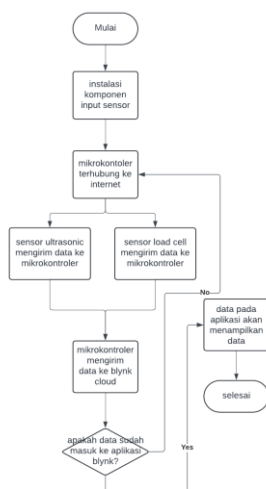 Mulai
instalasi
komponen
input sensor
mikrokontoler
terhubung ke
internet
sensor ultrasonic
mengirim data ke
mikrokontroler
sensor load cell
mengirim data ke
mikrokontroler
No
data pada
aplikasi akan
menampilkan
data
mikrokontroler
mengirim
data ke blynk
cloud
selesai
apakah data sudah
masuk ke aplikasi
blynk?
Yes